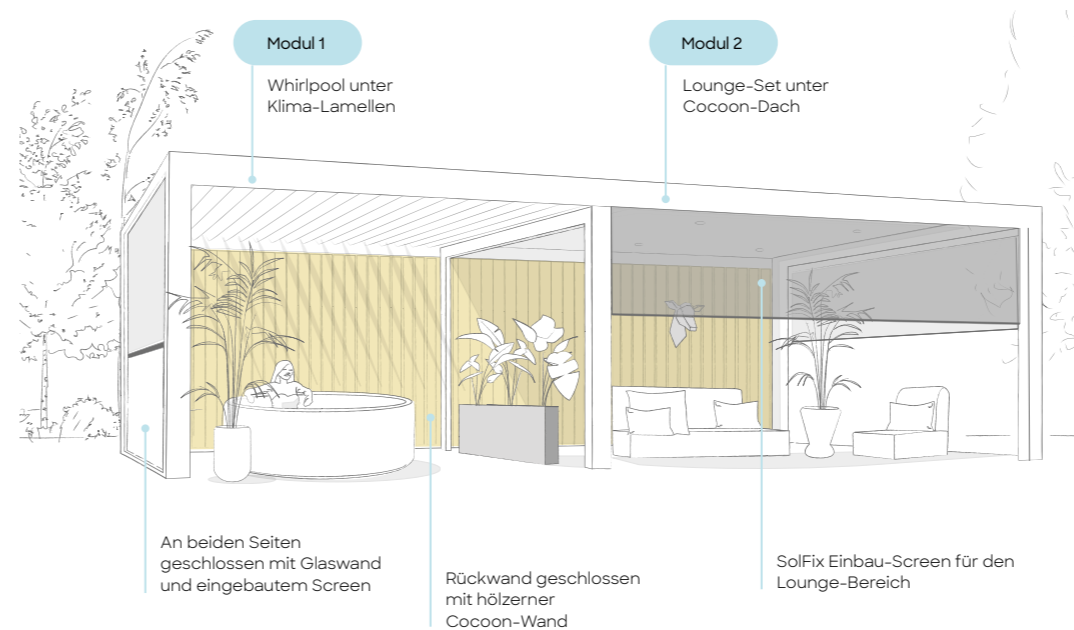 Modul 1
Whirlpool unter
Klima-Lamellen
Modul 2
Lounge-Set unter
Cocoon-Dach
An beiden Seiten
geschlossen mit Glaswand
und eingebautem Screen
Rückwand geschlossen
mit hölzerner
Cocoon-Wand
SolFix Einbau-Screen für den
Lounge-Bereich